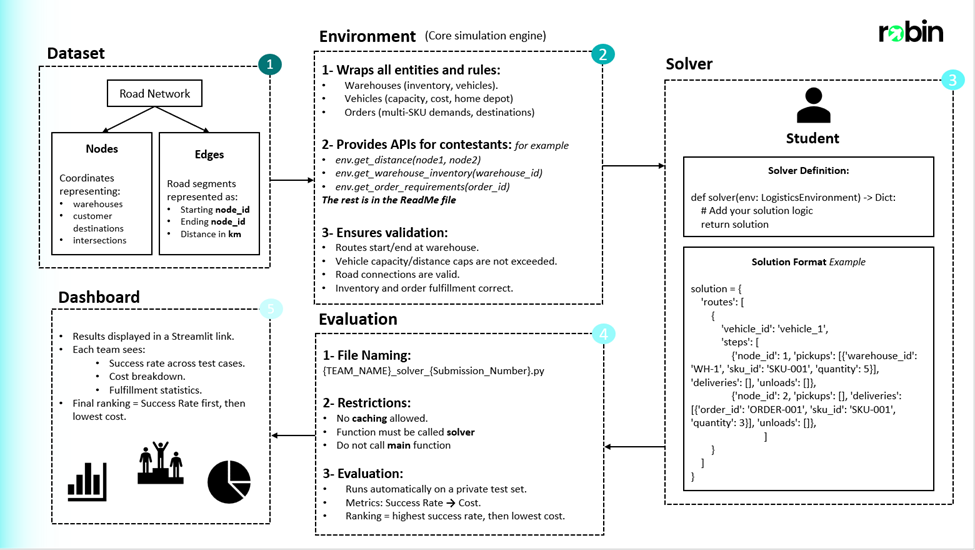 robin
Dataset
1
Road Network
Nodes
Coordinates
representing:
• warehouses
• customer
destinations
• intersections
Edges
Road segments
represented as:
• Starting node_id
• Ending node_id
• Distance in km
Environment (Core simulation engine)
2
1- Wraps all entities and rules:
• Warehouses (inventory, vehicles).
• Vehicles (capacity, cost, home depot)
• Orders (multi-SKU demands, destinations)
2- Provides APIs for contestants: for example
• env.get_distance(node1, node2)
• env.get_warehouse_inventory(warehouse_id)
• env.get_order_requirements(order_id)
The rest is in the ReadMe file
3- Ensures validation:
• Routes start/end at warehouse.
• Vehicle capacity/distance caps are not exceeded.
• Road connections are valid.
• Inventory and order fulfillment correct.
Solver
3
Student
Solver Definition:
def solver(env: LogisticsEnvironment) -> Dict:
# Add your solution logic
return solution
Solution Format Example
solution = {
'routes': [
{
'vehicle_id': 'vehicle_1',
'steps': [
{'node_id': 1, 'pickups': [{'warehouse_id':
'WH-1', 'sku_id': 'SKU-001', 'quantity': 5}],
'deliveries': [], 'unloads': []},
{'node_id': 2, 'pickups': [], 'deliveries':
[{'order_id': 'ORDER-001', 'sku_id': 'SKU-001',
'quantity': 3}], 'unloads': []},
]
}
]
}
Evaluation
4
1- File Naming:
{TEAM_NAME}_solver_{Submission_Number}.py
2- Restrictions:
• No caching allowed.
• Function must be called solver
• Do not call main function
3- Evaluation:
• Runs automatically on a private test set.
• Metrics: Success Rate → Cost.
• Ranking = highest success rate, then lowest cost.
Dashboard
5
• Results displayed in a Streamlit link.
• Each team sees:
• Success rate across test cases.
• Cost breakdown.
• Fulfillment statistics.
• Final ranking = Success Rate first, then
lowest cost.